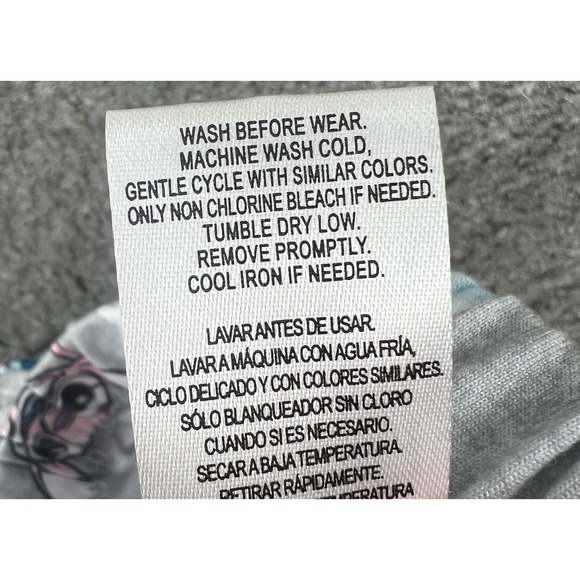 WASH BEFORE WEAR.
MACHINE WASH COLD,
GENTLE CYCLE WITH SIMILAR COLORS.
ONLY NON CHLORINE BLEACH IF NEEDED.
TUMBLE DRY LOW.
REMOVE PROMPTLY.
COOL IRON IF NEEDED.
LAVAR ANTES DE USAR.
LAVAR A MÁQUINA CON AGUA FRÍA,
CICLO DELICADO Y CON COLORES SIMILARES.
SÓLO BLANQUEADOR SIN CLORO
CUANDO SI ES NECESARIO.
SECAR A BAJA TEMPERATURA.
RETIRAR RÁPIDAMENTE.
TEMPERATURA